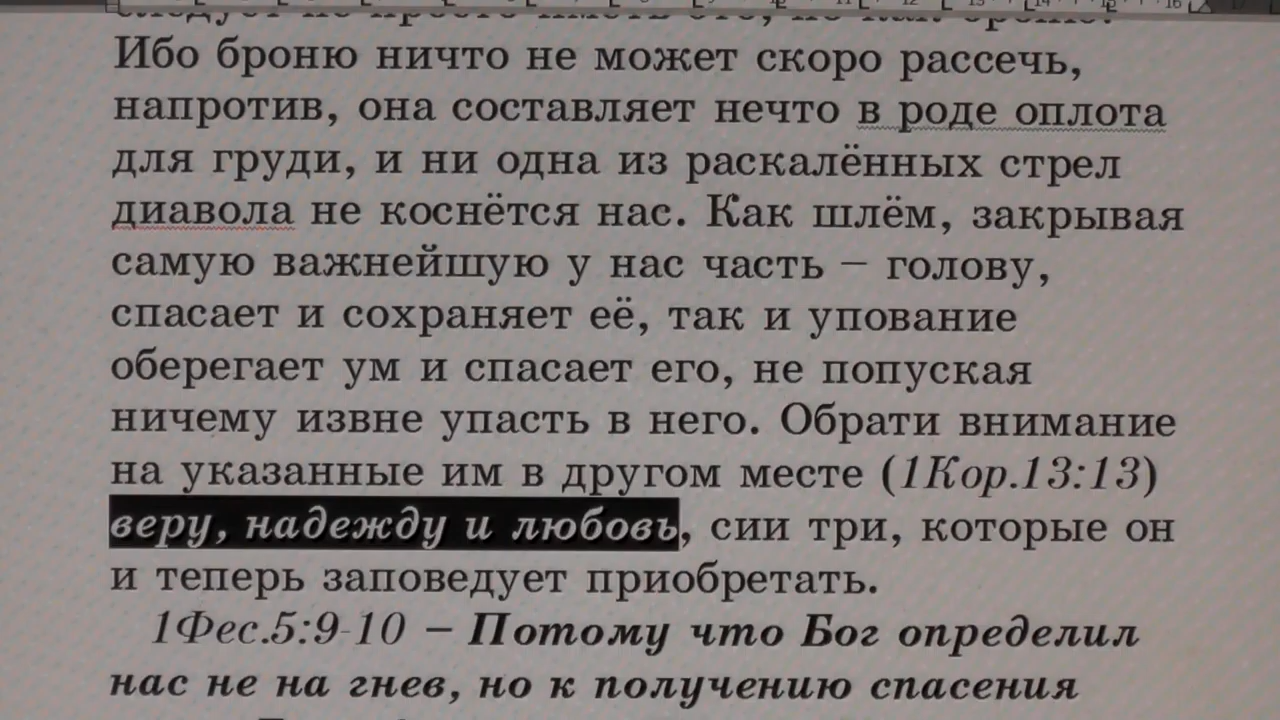 Ибо броню ничто не может скоро рассечь,
напротив, она составляет нечто в роде оплота
для груди, и ни одна из раскалённых стрел
диавола не коснётся нас. Как шлём, закрывая
самую важнейшую у нас часть – голову,
спасает и сохраняет её, так и упование
оберегает ум и спасает его, не попуская
ничему извне упасть в него. Обрати внимание
на указанные им в другом месте (1Кор.13:13)
веру, надежду и любовь, сии три, которые он
и теперь заповедует приобретать.
1Фес.5:9-10 – Потому что Бог определил
нас не на гнев, но к получению спасения